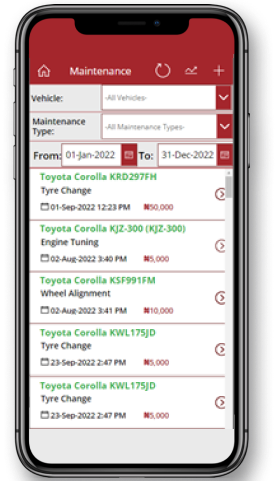 Maintenance
Vehicle: -All Vehicles-
Maintenance Type: -All Maintenance Types-
From: 01-Jan-2022 To: 31-Dec-2022
Toyota Corolla KRD297FH
Tyre Change
01-Sep-2022 12:23 PM ₦50,000
Toyota Corolla KJZ-300 (KJZ-300)
Engine Tuning
02-Aug-2022 3:40 PM ₦5,000
Toyota Corolla KSF991FM
Wheel Alignment
02-Aug-2022 3:41 PM ₦10,000
Toyota Corolla KWL175JD
Tyre Change
23-Sep-2022 2:47 PM ₦5,000
Toyota Corolla KWL175JD
Tyre Change
23-Sep-2022 2:47 PM ₦5,000